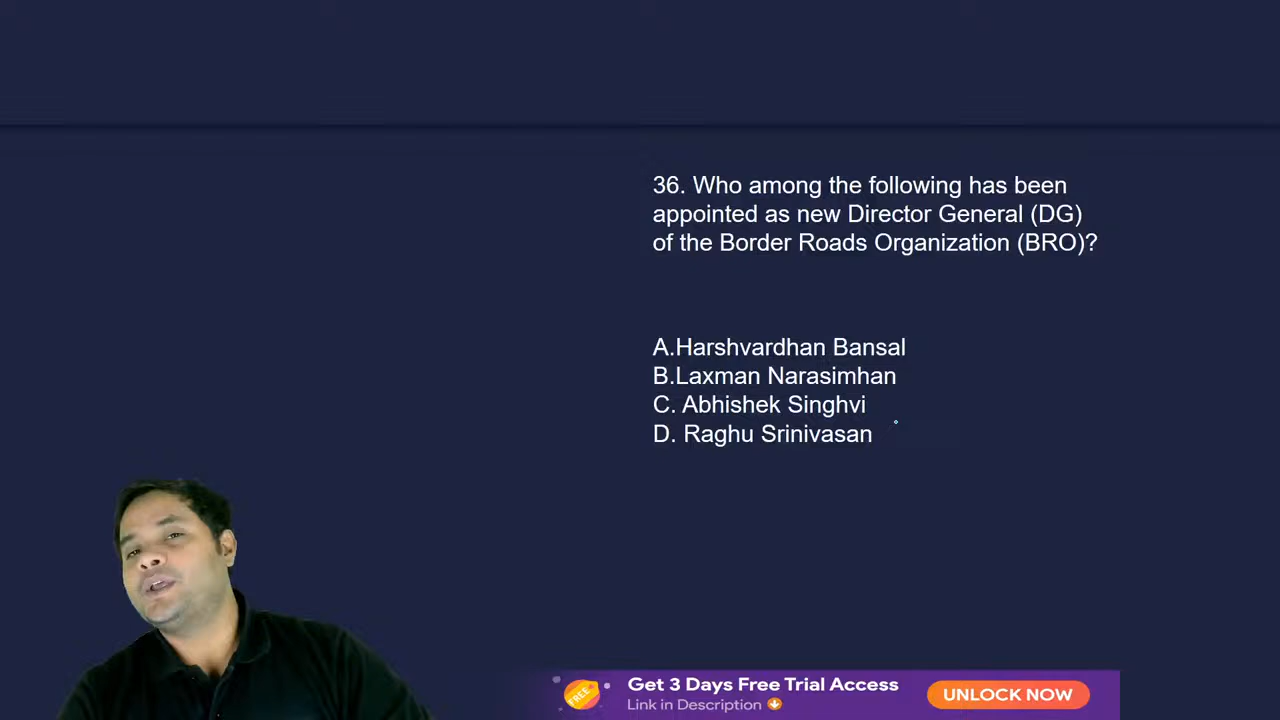 36. Who among the following has been
appointed as new Director General (DG)
of the Border Roads Organization (BRO)?
A.Harshvardhan Bansal
B.Laxman Narasimhan
C. Abhishek Singhvi
D. Raghu Srinivasan
FREE
Get 3 Days Free Trial Access
Link in Description
UNLOCK NOW